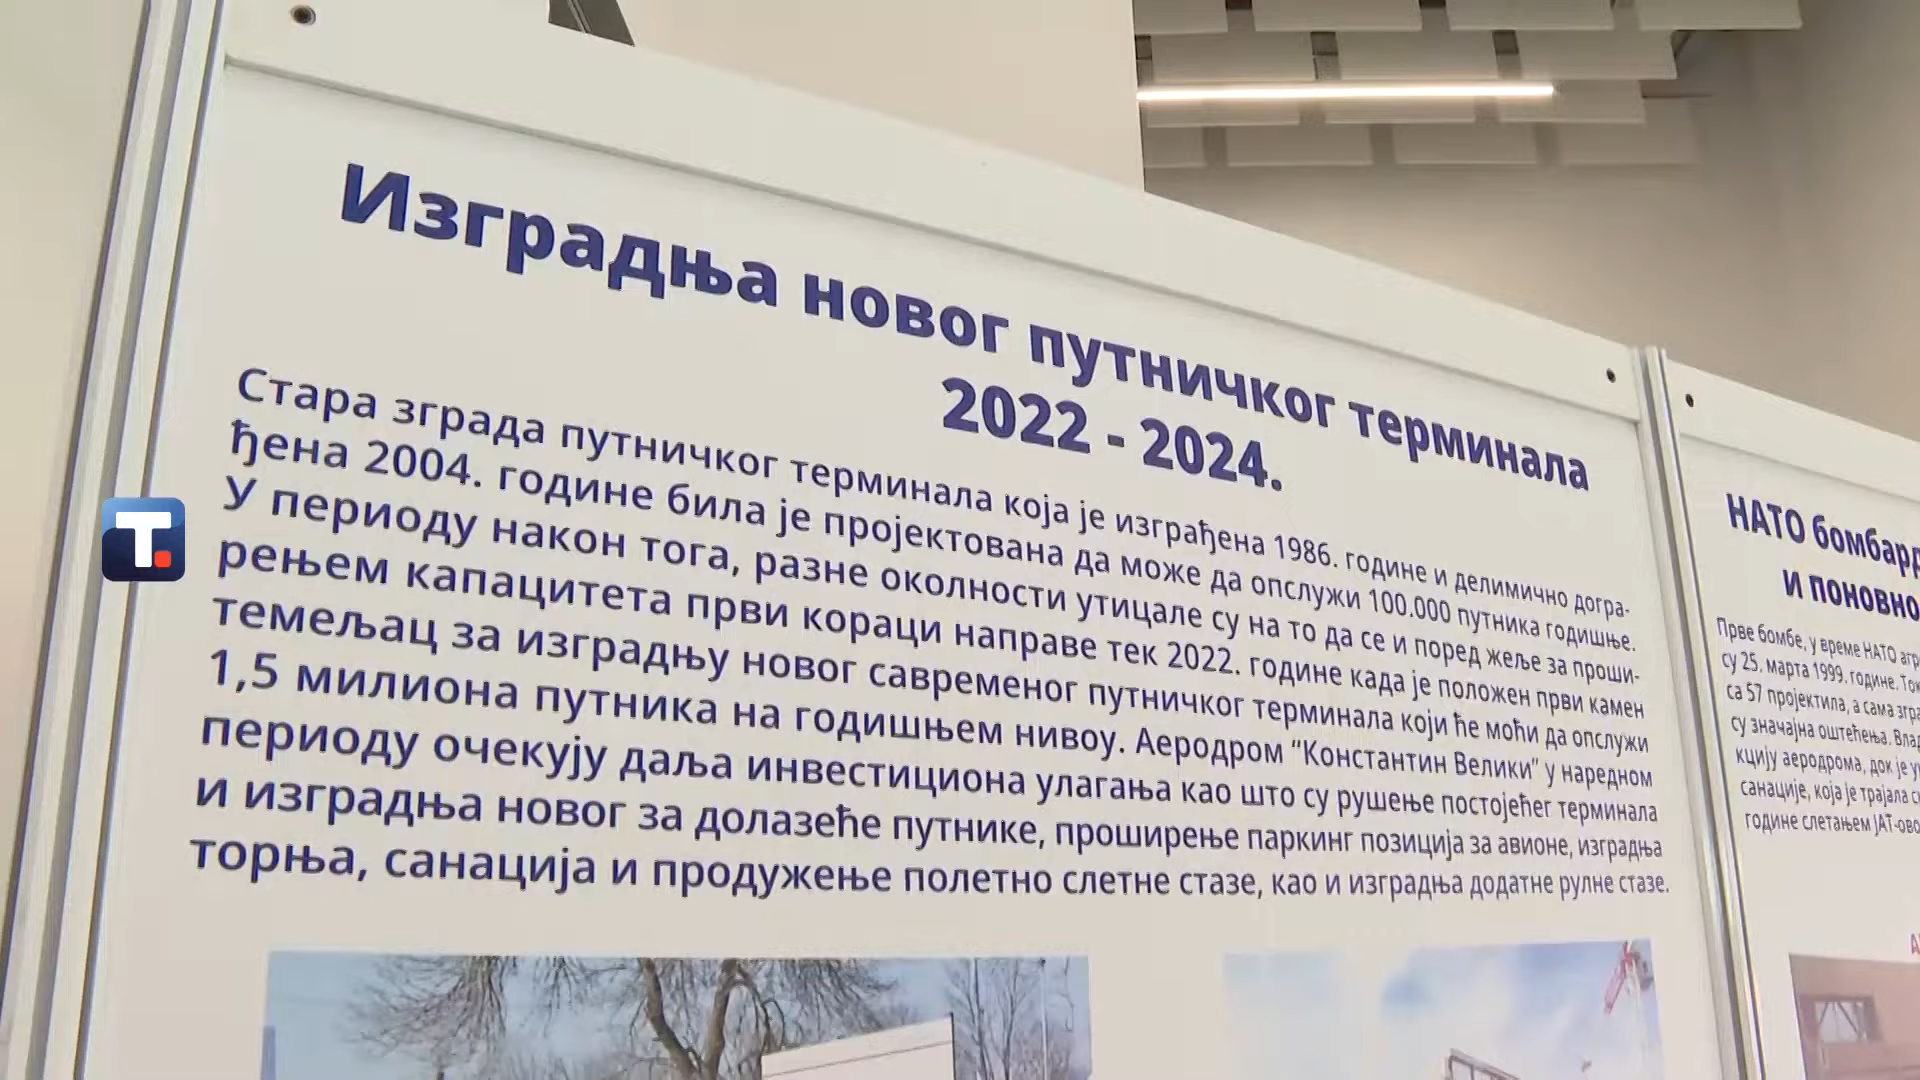 Изградња новог путничког терминала
2022 - 2024.
Стара зграда путничког терминала која је изграђена 1986. године и делимично догра-
ђена 2004. године била је пројектована да може да опслужи 100.000 путника годишње.
У периоду након тога, разне околности утицале су на то да се и поред жеље за проши-
рењем капацитета први кораци направе тек 2022. године када је положен први камен
темељац за изградњу новог савременог путничког терминала који ће моћи да опслужи
1,5 милиона путника на годишњем нивоу. Аеродром “Константин Велики” у наредном
периоду очекују даља инвестициона улагања као што су рушење постојећег терминала
и изградња новог за долазеће путнике, проширење паркинг позиција за авионе, изградња
торња, санација и продужење полетно слетне стазе, као и изградња додатне рулне стазе.
T.
НАТО бомбард
и поновно
Прве бомбе, у време НАТО агр
су 25. марта 1999. године. Ток
са 57 пројектила, а сама згра
су значајна оштећења. Влад
кцију аеродрома, док је у
санације, која је трајала с
године слетањем ЈАТ-ово